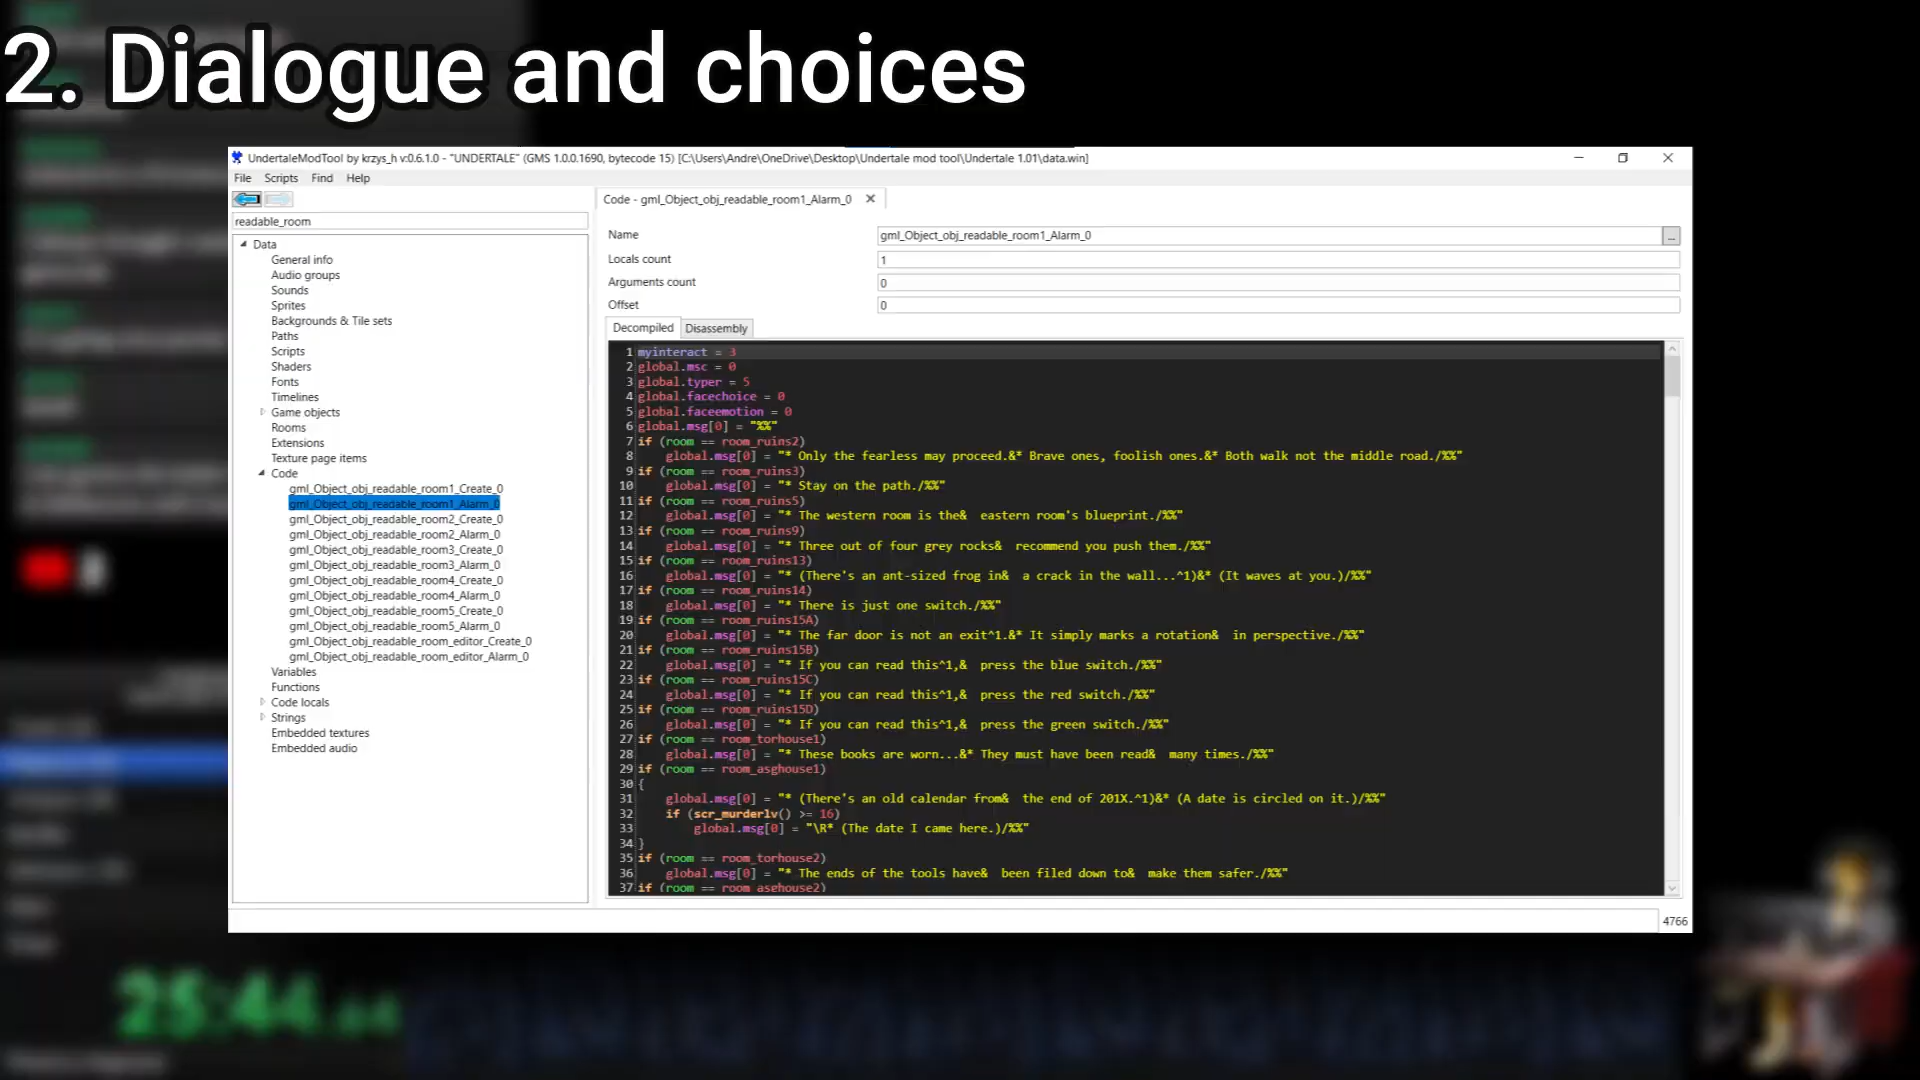 2. Dialogue and choices
UndertaleModTool by krzys_h v:0.6.1.0 - "UNDERTALE" (GMS 1.0.0.1690, bytecode 15) [C:\Users\Andre\OneDrive\Desktop\Undertale mod tool\Undertale 1.01\data.win]
File Scripts Find Help
readable_room
Data
General info
Audio groups
Sounds
Sprites
Backgrounds & Tile sets
Paths
Scripts
Shaders
Fonts
Timelines
Game objects
Rooms
Extensions
Texture page items
Code
gml_Object_obj_readable_room1_Create_0
gml_Object_obj_readable_room1_Alarm_0
gml_Object_obj_readable_room2_Create_0
gml_Object_obj_readable_room2_Alarm_0
gml_Object_obj_readable_room3_Create_0
gml_Object_obj_readable_room3_Alarm_0
gml_Object_obj_readable_room4_Create_0
gml_Object_obj_readable_room4_Alarm_0
gml_Object_obj_readable_room5_Create_0
gml_Object_obj_readable_room5_Alarm_0
gml_Object_obj_readable_room_editor_Create_0
gml_Object_obj_readable_room_editor_Alarm_0
Variables
Functions
Code locals
Strings
Embedded textures
Embedded audio
Code - gml_Object_obj_readable_room1_Alarm_0
Name gml_Object_obj_readable_room1_Alarm_0 ...
Locals count 1
Arguments count 0
Offset 0
Decompiled Disassembly
1 myinteract = 3
2 global.msc = 0
3 global.typer = 5
4 global.facechoice = 0
5 global.faceemotion = 0
6 global.msg[0] = "%%"
7 if (room == room_ruins2)
8 global.msg[0] = "* Only the fearless may proceed.&* Brave ones, foolish ones.&* Both walk not the middle road./%%"
9 if (room == room_ruins3)
10 global.msg[0] = "* Stay on the path./%%"
11 if (room == room_ruins5)
12 global.msg[0] = "* The western room is the&  eastern room's blueprint./%%"
13 if (room == room_ruins9)
14 global.msg[0] = "* Three out of four grey rocks&  recommend you push them./%%"
15 if (room == room_ruins13)
16 global.msg[0] = "* (There's an ant-sized frog in&  a crack in the wall...^1)&* (It waves at you.)/%%"
17 if (room == room_ruins14)
18 global.msg[0] = "* There is just one switch./%%"
19 if (room == room_ruins15A)
20 global.msg[0] = "* The far door is not an exit^1.&* It simply marks a rotation&  in perspective./%%"
21 if (room == room_ruins15B)
22 global.msg[0] = "* If you can read this^1,&  press the blue switch./%%"
23 if (room == room_ruins15C)
24 global.msg[0] = "* If you can read this^1,&  press the red switch./%%"
25 if (room == room_ruins15D)
26 global.msg[0] = "* If you can read this^1,&  press the green switch./%%"
27 if (room == room_torhouse1)
28 global.msg[0] = "* These books are worn...&* They must have been read&  many times./%%"
29 if (room == room_asghouse1)
30 {
31 global.msg[0] = "* (There's an old calendar from&  the end of 201X.^1)&* (A date is circled on it.)/%%"
32 if (scr_murderlv() >= 16)
33 global.msg[0] = "\R* (The date I came here.)/%%"
34 }
35 if (room == room_torhouse2)
36 global.msg[0] = "* The ends of the tools have&  been filed down to&  make them safer./%%"
37 if (room == room_asghouse2)
4766
25:44